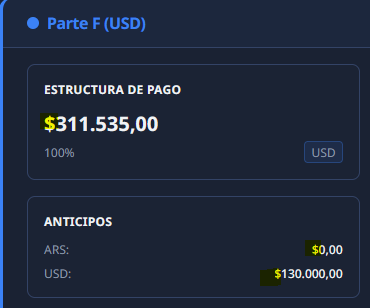 Parte F (USD)
ESTRUCTURA DE PAGO
$311.535,00
100%
USD
ANTICIPOS
ARS:
$0,00
USD:
$130.000,00